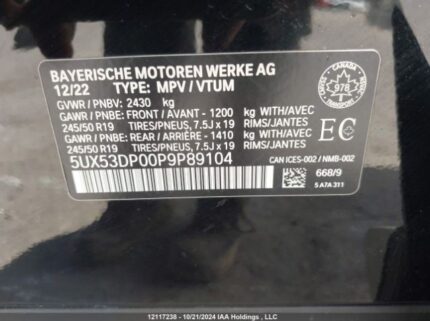 BAYERISCHE MOTOREN WERKE AG
12/22 TYPE: MPV / VTUM
GVWR / PNBV: 2430 kg
GAWR / PNBE: FRONT / AVANT - 1200 kg WITH/AVEC
245/50 R19 TIRES/PNEUS, 7.5J x 19 RIMS/JANTES
GAWR / PNBE: REAR / ARRIÈRE - 1410 kg WITH/AVEC
245/50 R19 TIRES/PNEUS, 7.5J x 19 RIMS/JANTES
5UX53DP00P9P89104
CANADA
978
TRANSPORT
EC
CAN ICES-002 / NMB-002
668/9
5 A7A 311
12117238 - 10/21/2024 IAA Holdings , LLC